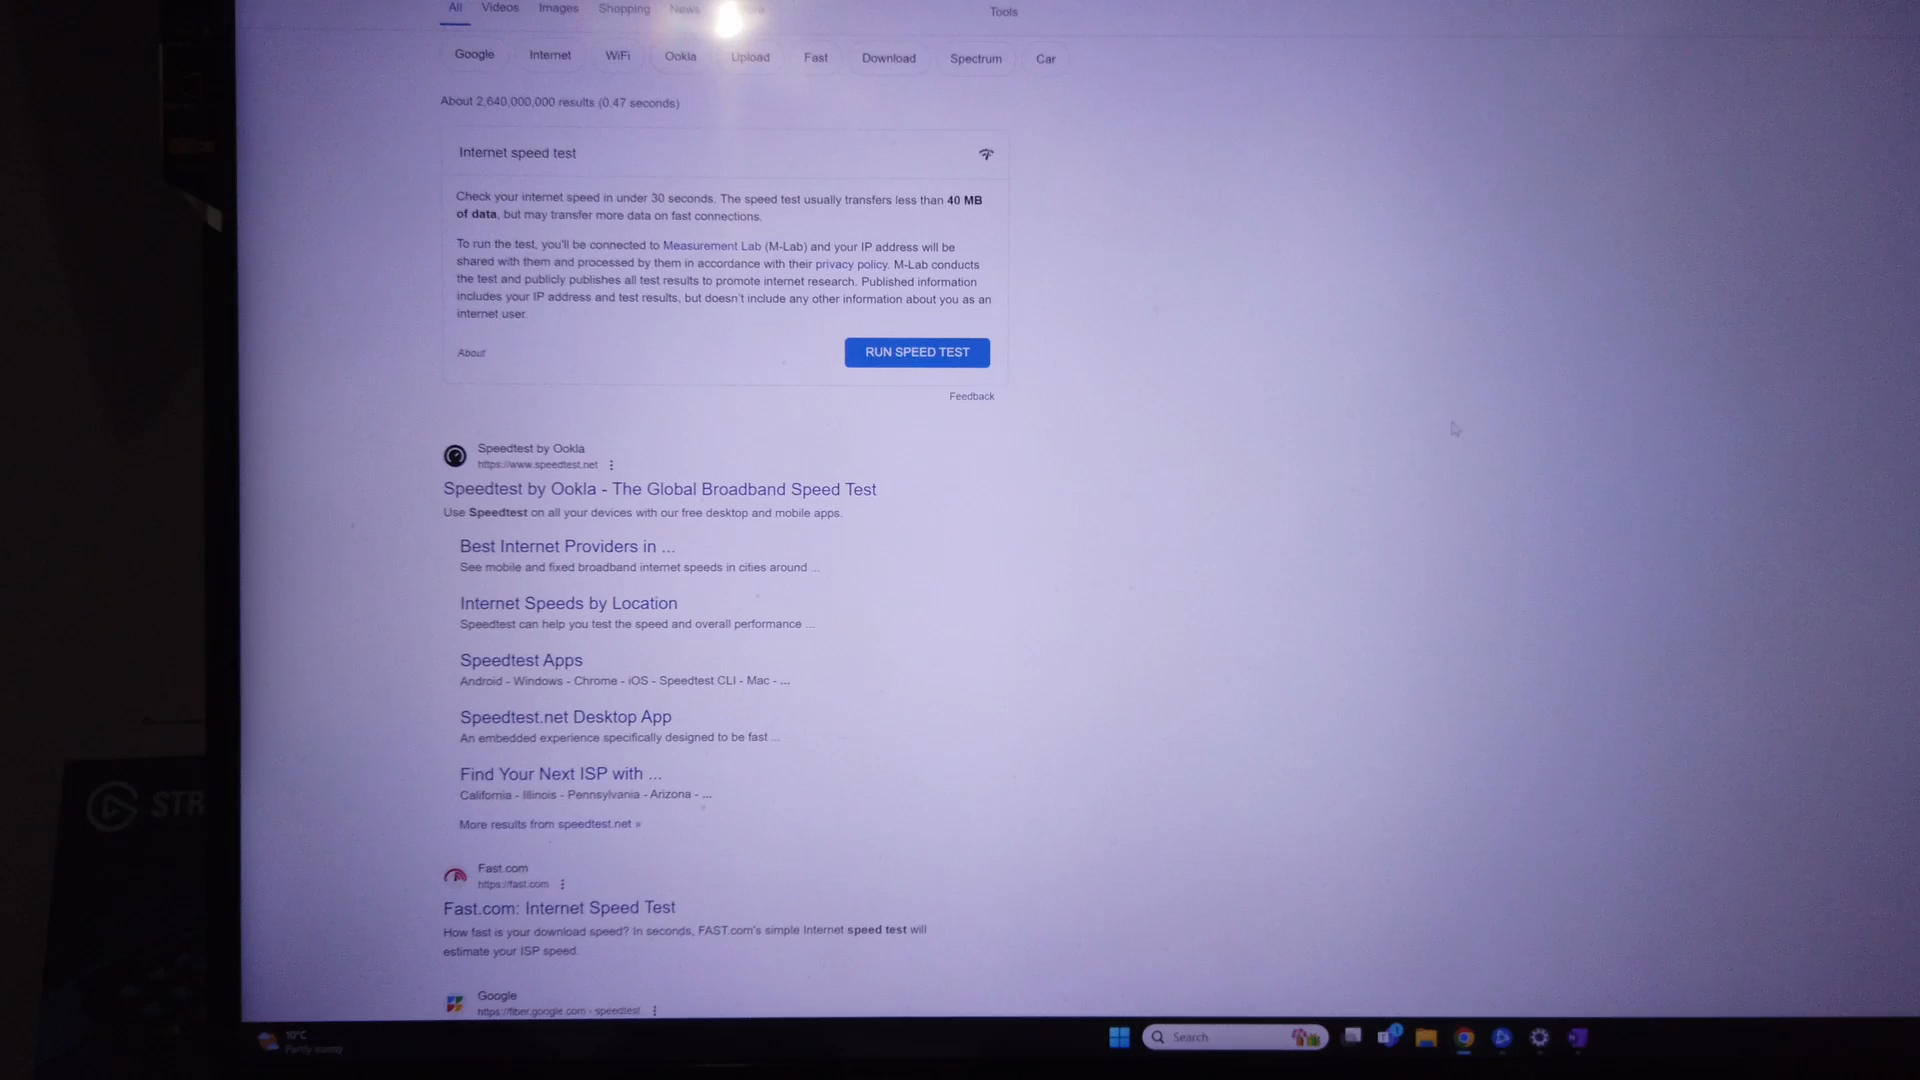 All Videos Images Shopping News Tools
Google Internet WiFi Ookla Upload Fast Download Spectrum Car
About 2,640,000,000 results (0.47 seconds)
Internet speed test
Check your internet speed in under 30 seconds. The speed test usually transfers less than 40 MB
of data, but may transfer more data on fast connections.
To run the test, you'll be connected to Measurement Lab (M-Lab) and your IP address will be
shared with them and processed by them in accordance with their privacy policy. M-Lab conducts
the test and publicly publishes all test results to promote internet research. Published information
includes your IP address and test results, but doesn't include any other information about you as an
internet user.
About RUN SPEED TEST
Feedback
Speedtest by Ookla
https://www.speedtest.net
Speedtest by Ookla - The Global Broadband Speed Test
Use Speedtest on all your devices with our free desktop and mobile apps.
Best Internet Providers in ...
See mobile and fixed broadband internet speeds in cities around ...
Internet Speeds by Location
Speedtest can help you test the speed and overall performance ...
Speedtest Apps
Android - Windows - Chrome - iOS - Speedtest CLI - Mac - ...
Speedtest.net Desktop App
An embedded experience specifically designed to be fast ...
Find Your Next ISP with ...
California - Illinois - Pennsylvania - Arizona - ...
More results from speedtest.net »
STR
Fast.com
https://fast.com
Fast.com: Internet Speed Test
How fast is your download speed? In seconds, FAST.com's simple Internet speed test will
estimate your ISP speed.
Google
https://fiber.google.com › speedtest
10°C
Partly sunny
Search